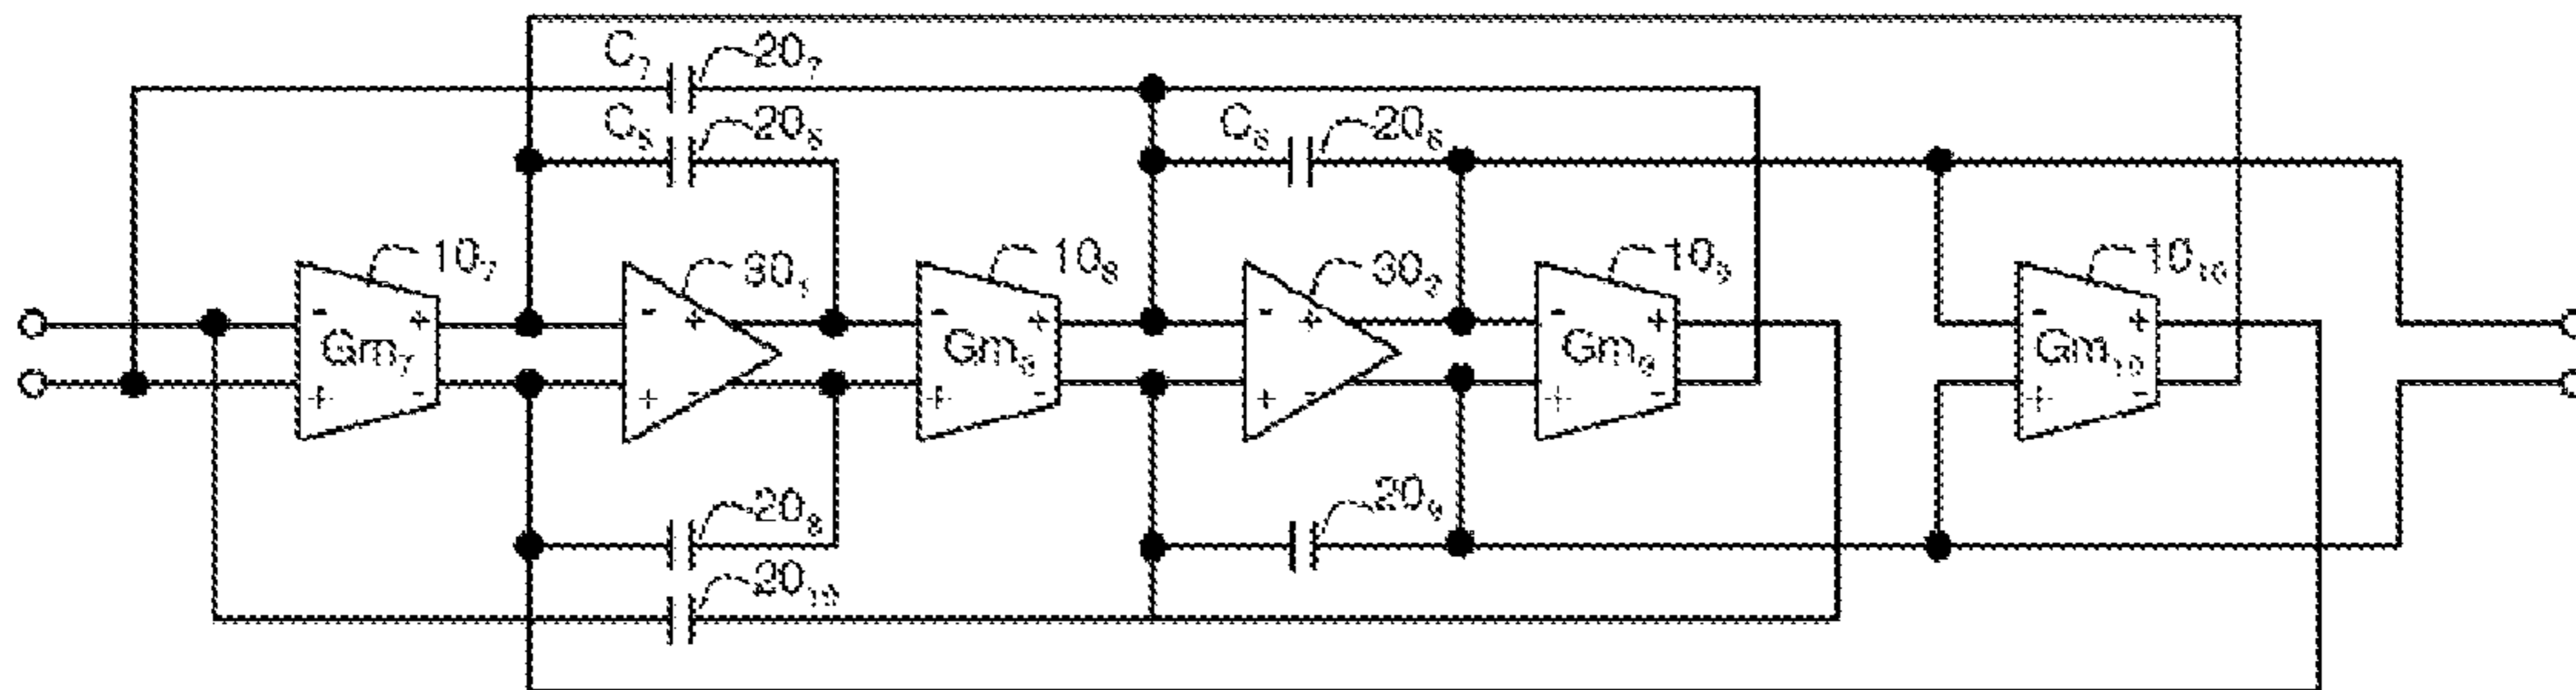 C₇ 20₇
C₅ 20₅
C₆ 20₆
10₇
30₁
10₈
30₂
10₉
10₁₀
- + - + - + - + - + - +
Gm₇
Gm₈
Gm₉
Gm₁₀
+ - + - + - + - + - + -
20₈
20₉
20₁₀